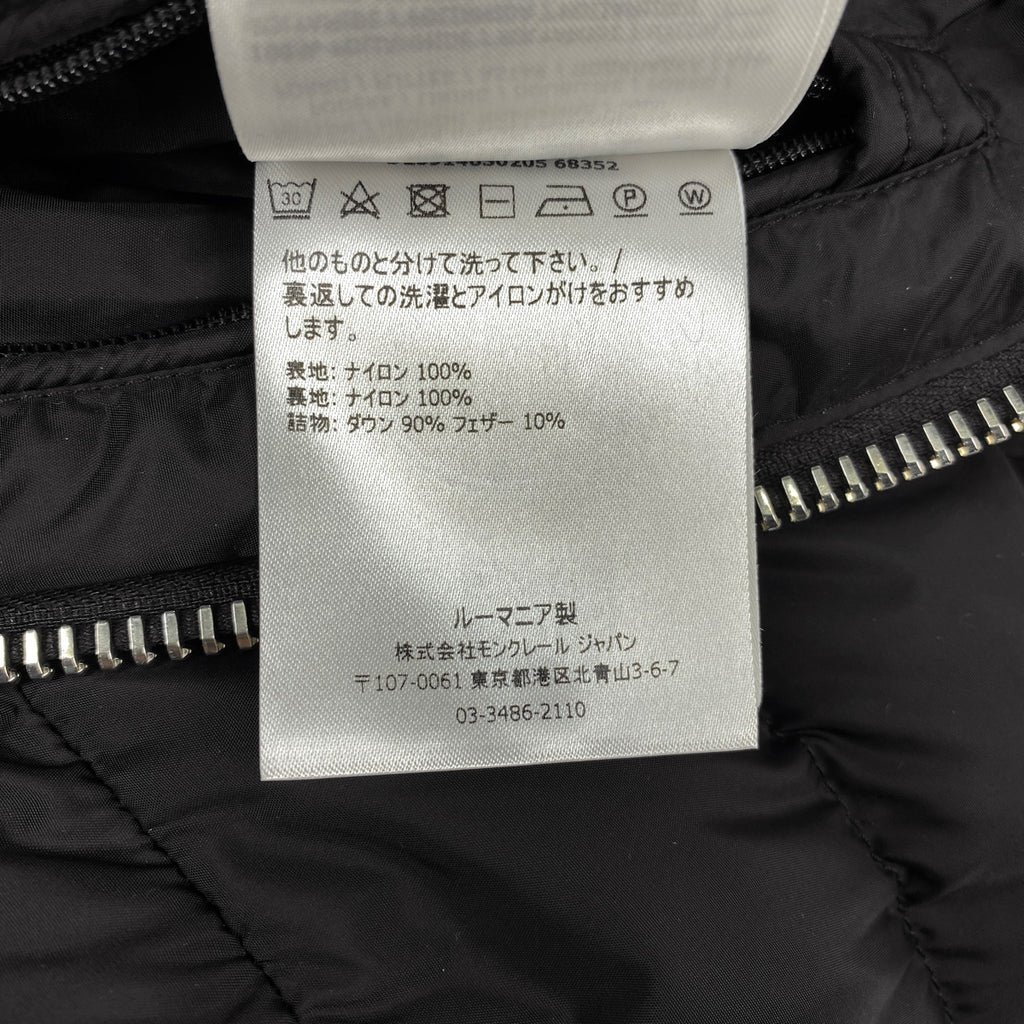 68352
30
P
W
他のものと分けて洗って下さい。/
裏返しての洗濯とアイロンがけをおすすめ
します。
表地: ナイロン 100%
裏地: ナイロン 100%
詰物: ダウン 90% フェザー 10%
ルーマニア製
株式会社モンクレール ジャパン
〒107-0061 東京都港区北青山3-6-7
03-3486-2110